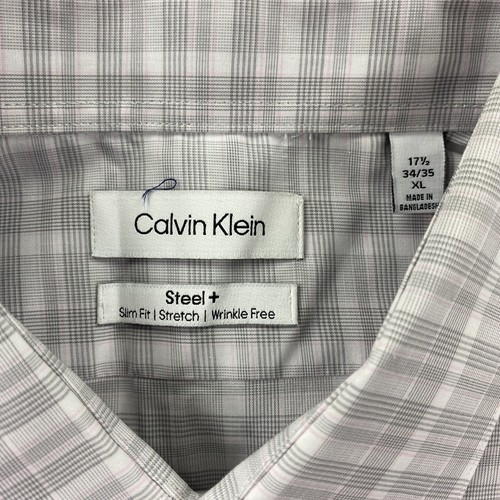 17½
34/35
XL
MADE IN
BANGLADESH
Calvin Klein
Steel+
Slim Fit | Stretch | Wrinkle Free